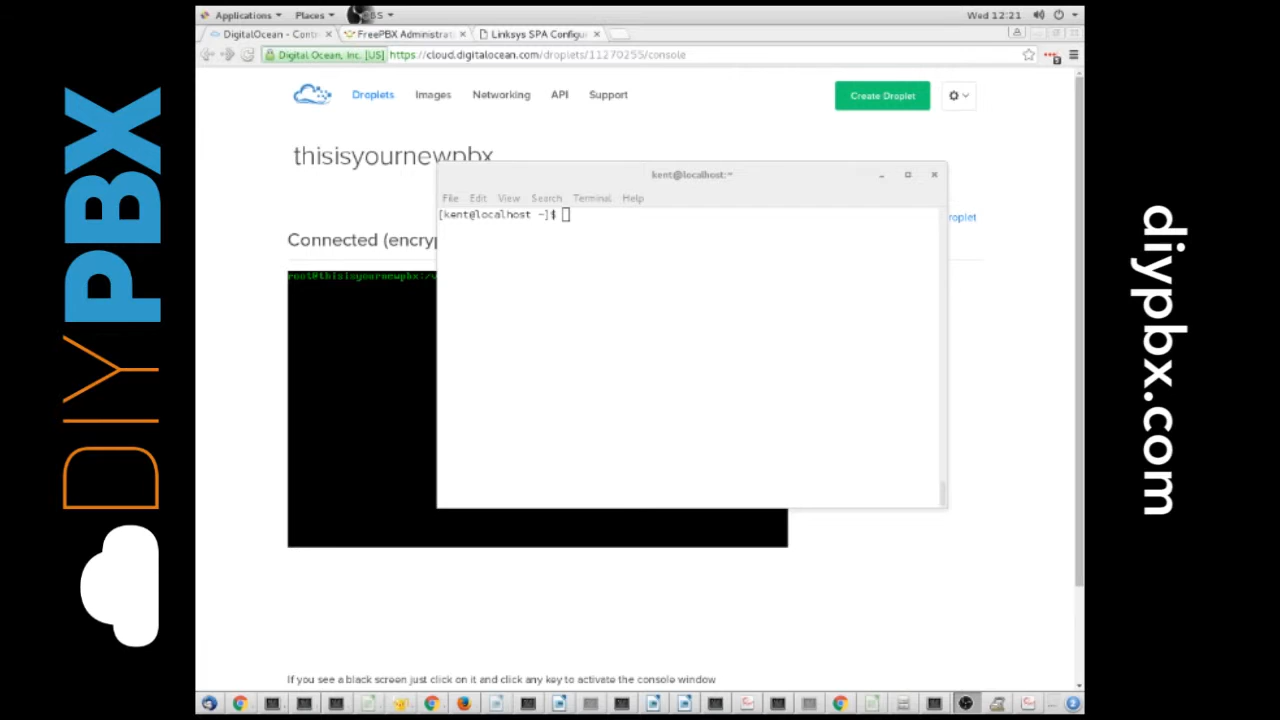 DIYPBX
Applications
Places
BS
Wed 12:21
DigitalOcean - Contr
FreePBX Administrat
Linksys SPA Configu
Digital Ocean, Inc. [US]
https://cloud.digitalocean.com/droplets/11270255/console
Droplets
Images
Networking
API
Support
Create Droplet
thisisyournewpbx
kent@localhost:~
File Edit View Search Terminal Help
[kent@localhost ~]$
roplet
Connected (encryp
root@thisisyournewpbx:/v
If you see a black screen just click on it and click any key to activate the console window
diypbx.com